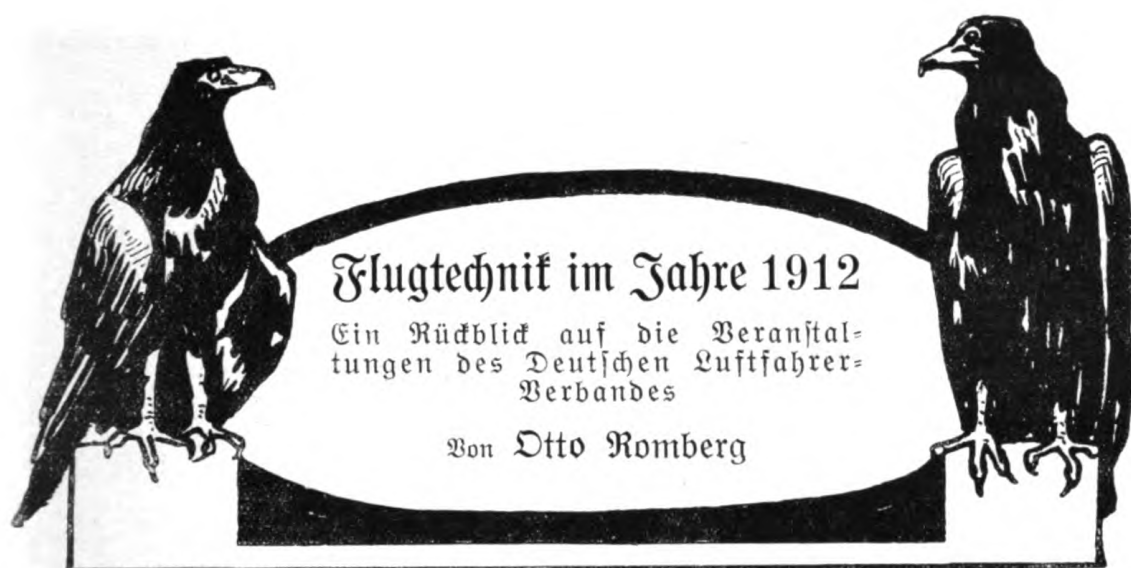 Flugtechnik im Jahre 1912
Ein Rückblick auf die Veranstal-
tungen des Deutschen Luftfahrer-
Verbandes
Von Otto Romberg